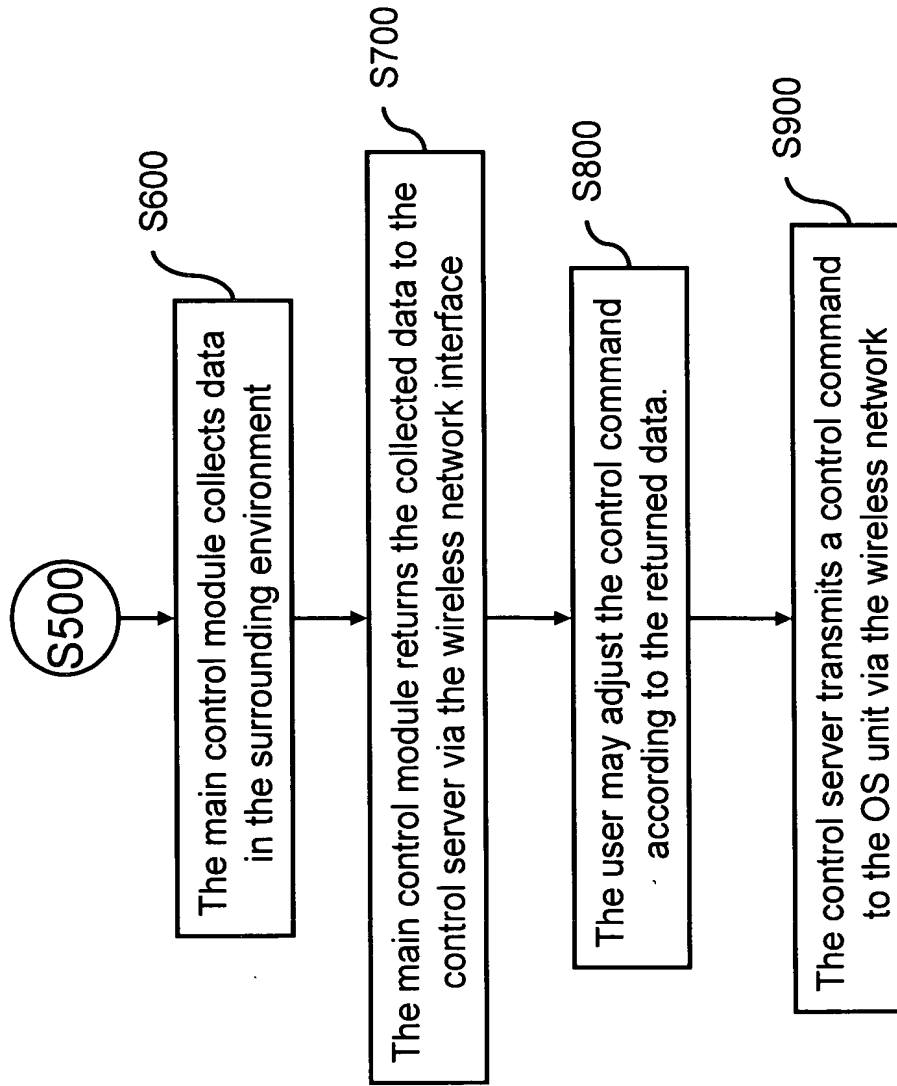 S500
The main control module collects data
in the surrounding environment
S600
The main control module returns the collected data to the
control server via the wireless network interface
S700
The user may adjust the control command
according to the returned data.
S800
The control server transmits a control command
to the OS unit via the wireless network
S900